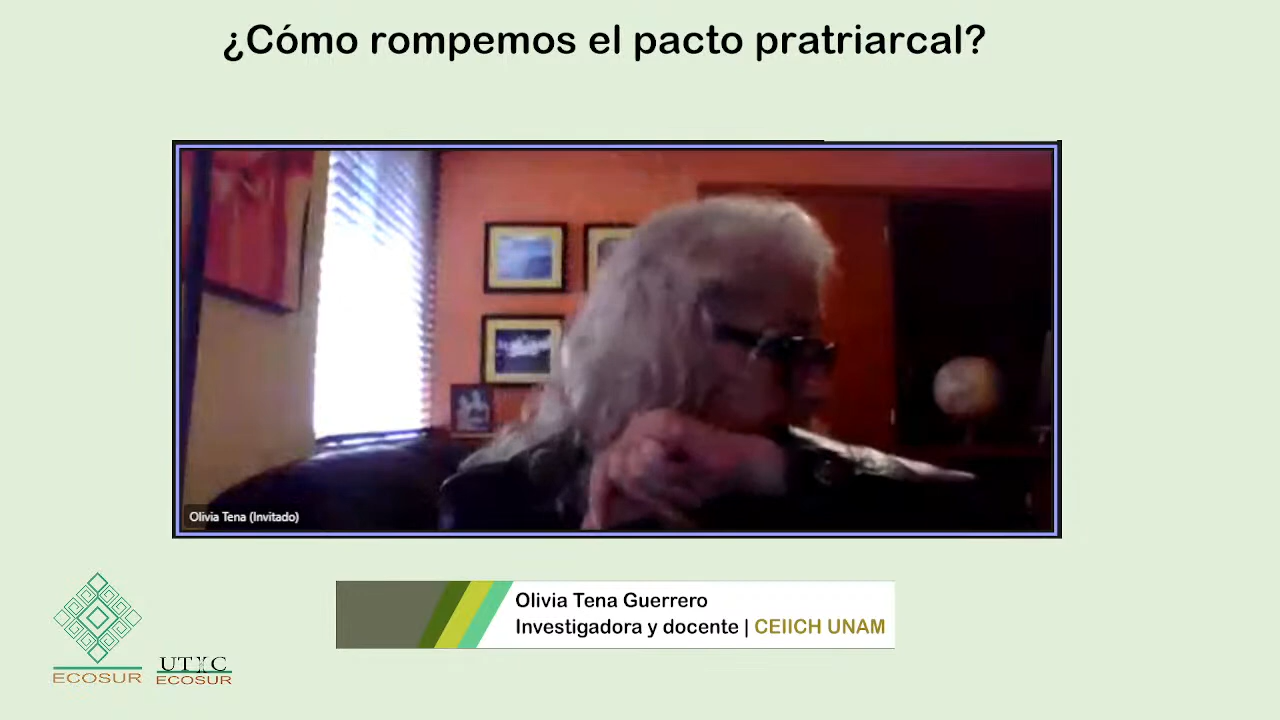 ¿Cómo rompemos el pacto pratriarcal?
Olivia Tena (Invitado)
Olivia Tena Guerrero
Investigadora y docente | CEIICH UNAM
ECOSUR
UTIC
ECOSUR